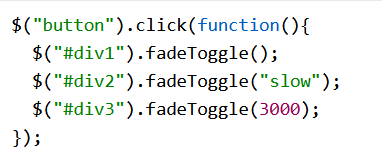 $("button").click(function(){
  $("#div1").fadeToggle();
  $("#div2").fadeToggle("slow");
  $("#div3").fadeToggle(3000);
});